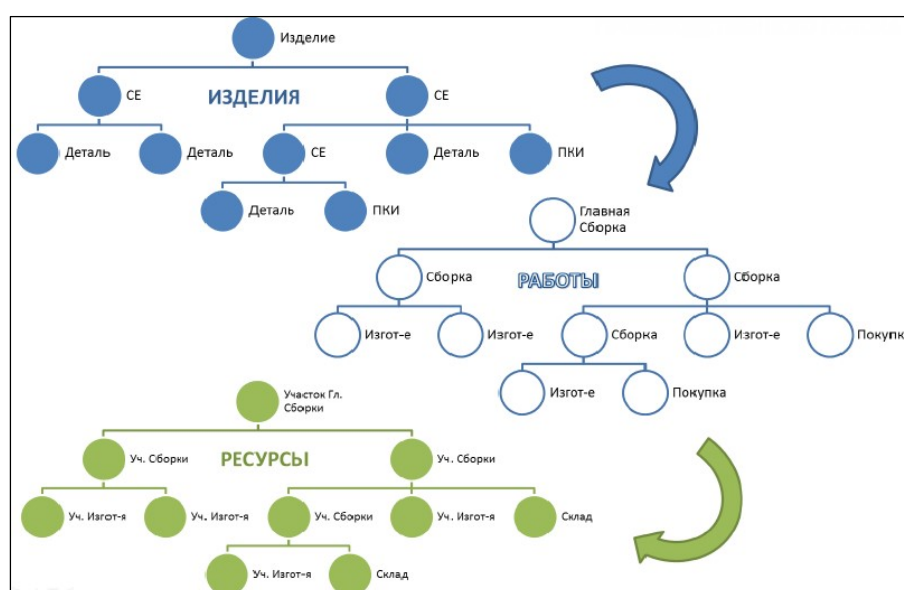 Изделие
СЕ
ИЗДЕЛИЯ
СЕ
Деталь
Деталь
СЕ
Деталь
ПКИ
Деталь
ПКИ
Главная
Сборка
Сборка
РАБОТЫ
Сборка
Изгот-е
Изгот-е
Сборка
Изгот-е
Покупк
Изгот-е
Покупка
Участок Гл.
Сборки
Уч. Сборки
РЕСУРСЫ
Уч. Сборки
Уч. Изгот-я
Уч. Изгот-я
Уч. Сборки
Уч. Изгот-я
Склад
Уч. Изгот-я
Склад